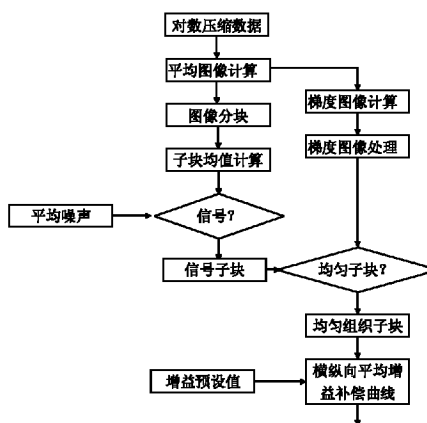 对数压缩数据
平均图像计算
图像分块
梯度图像计算
子块均值计算
梯度图像处理
平均噪声
信号?
信号子块
均匀子块?
均匀组织子块
增益预设值
横纵向平均增
益补偿曲线